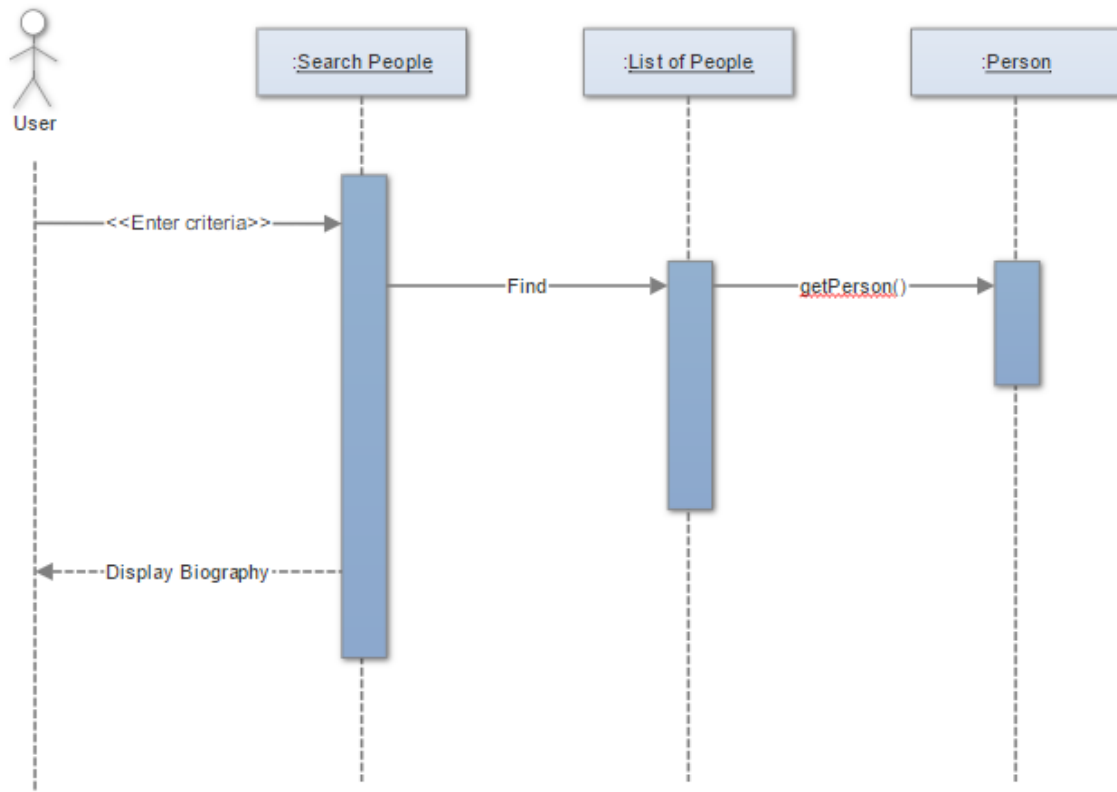 :Search People
:List of People
:Person
User
<<Enter criteria>>
Find
getPerson()
Display Biography